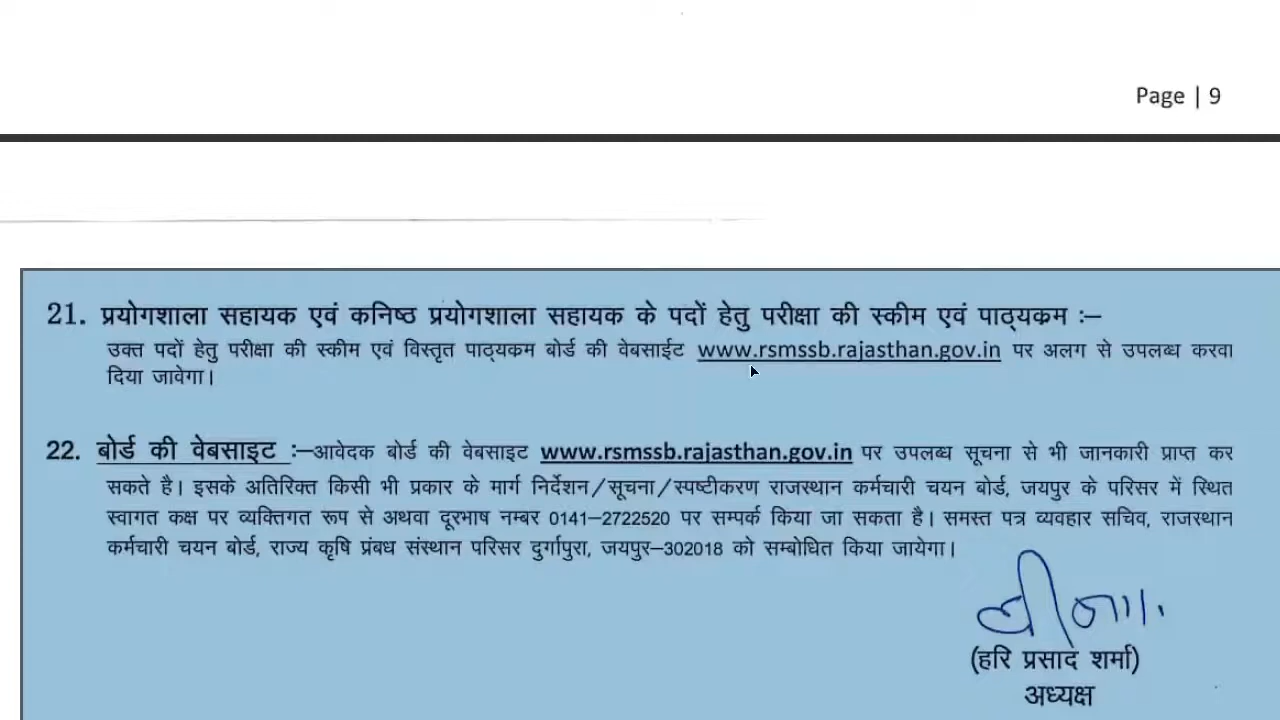 Page | 9
21. प्रयोगशाला सहायक एवं कनिष्ठ प्रयोगशाला सहायक के पदों हेतु परीक्षा की स्कीम एवं पाठ्यक्रम :–
उक्त पदों हेतु परीक्षा की स्कीम एवं विस्तृत पाठ्यक्रम बोर्ड की वेबसाईट www.rsmssb.rajasthan.gov.in पर अलग से उपलब्ध करवा
दिया जावेगा।
22. बोर्ड की वेबसाइट :–आवेदक बोर्ड की वेबसाइट www.rsmssb.rajasthan.gov.in पर उपलब्ध सूचना से भी जानकारी प्राप्त कर
सकते है। इसके अतिरिक्त किसी भी प्रकार के मार्ग निर्देशन/सूचना/स्पष्टीकरण राजस्थान कर्मचारी चयन बोर्ड, जयपुर के परिसर में स्थित
स्वागत कक्ष पर व्यक्तिगत रूप से अथवा दूरभाष नम्बर 0141–2722520 पर सम्पर्क किया जा सकता है। समस्त पत्र व्यवहार सचिव, राजस्थान
कर्मचारी चयन बोर्ड, राज्य कृषि प्रंबध संस्थान परिसर दुर्गापुरा, जयपुर–302018 को सम्बोधित किया जायेगा।
(हरि प्रसाद शर्मा)
अध्यक्ष